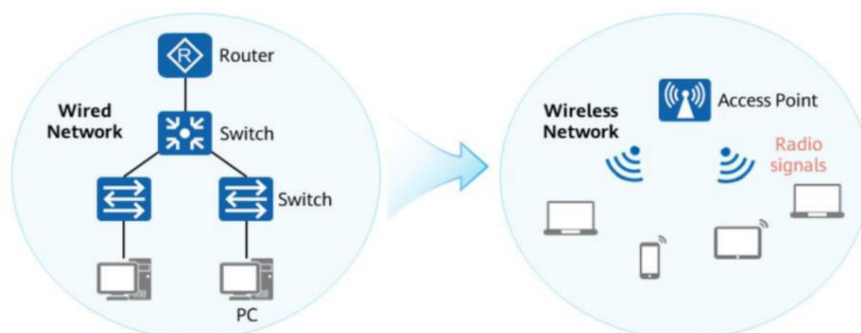 R
Router
Wired
Network
Switch
Switch
PC
Wireless
Network
Access Point
Radio
signals